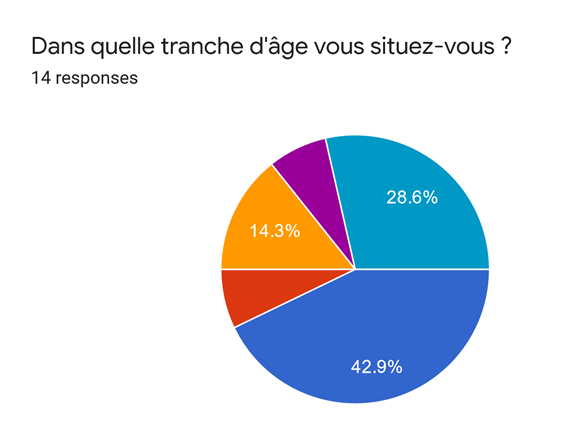 Dans quelle tranche d'âge vous situez-vous ?
14 responses
28.6%
14.3%
42.9%